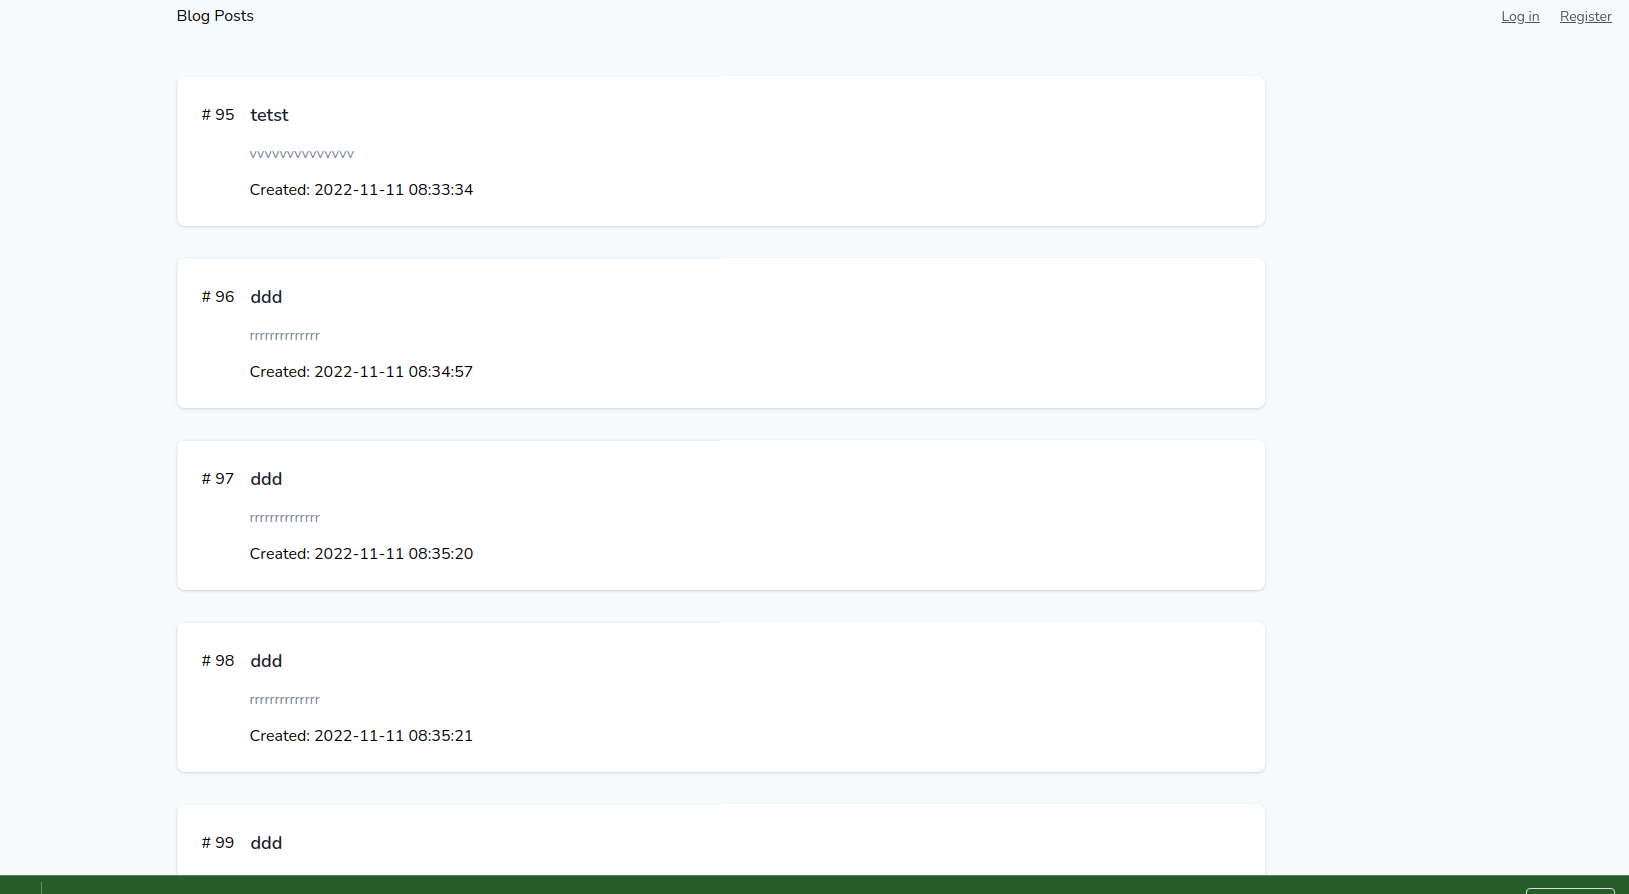 Blog Posts
Log in Register
# 95 tetst
vvvvvvvvvvvvvv
Created: 2022-11-11 08:33:34
# 96 ddd
rrrrrrrrrrrrrr
Created: 2022-11-11 08:34:57
# 97 ddd
rrrrrrrrrrrrrr
Created: 2022-11-11 08:35:20
# 98 ddd
rrrrrrrrrrrrrr
Created: 2022-11-11 08:35:21
# 99 ddd